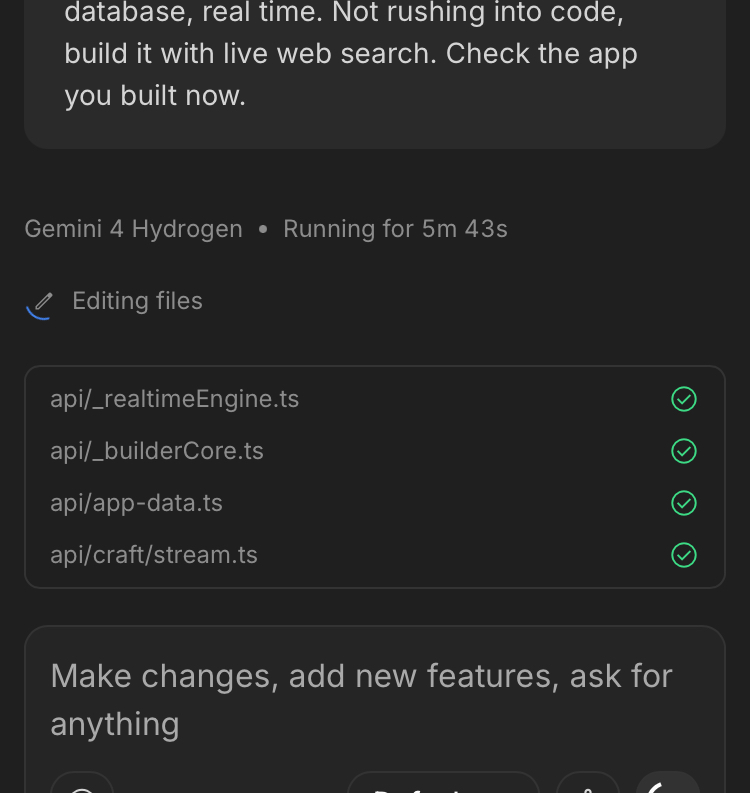 database, real time. Not rushing into code,
build it with live web search. Check the app
you built now.
Gemini 4 Hydrogen • Running for 5m 43s
Editing files
api/_realtimeEngine.ts
api/_builderCore.ts
api/app-data.ts
api/craft/stream.ts
Make changes, add new features, ask for
anything